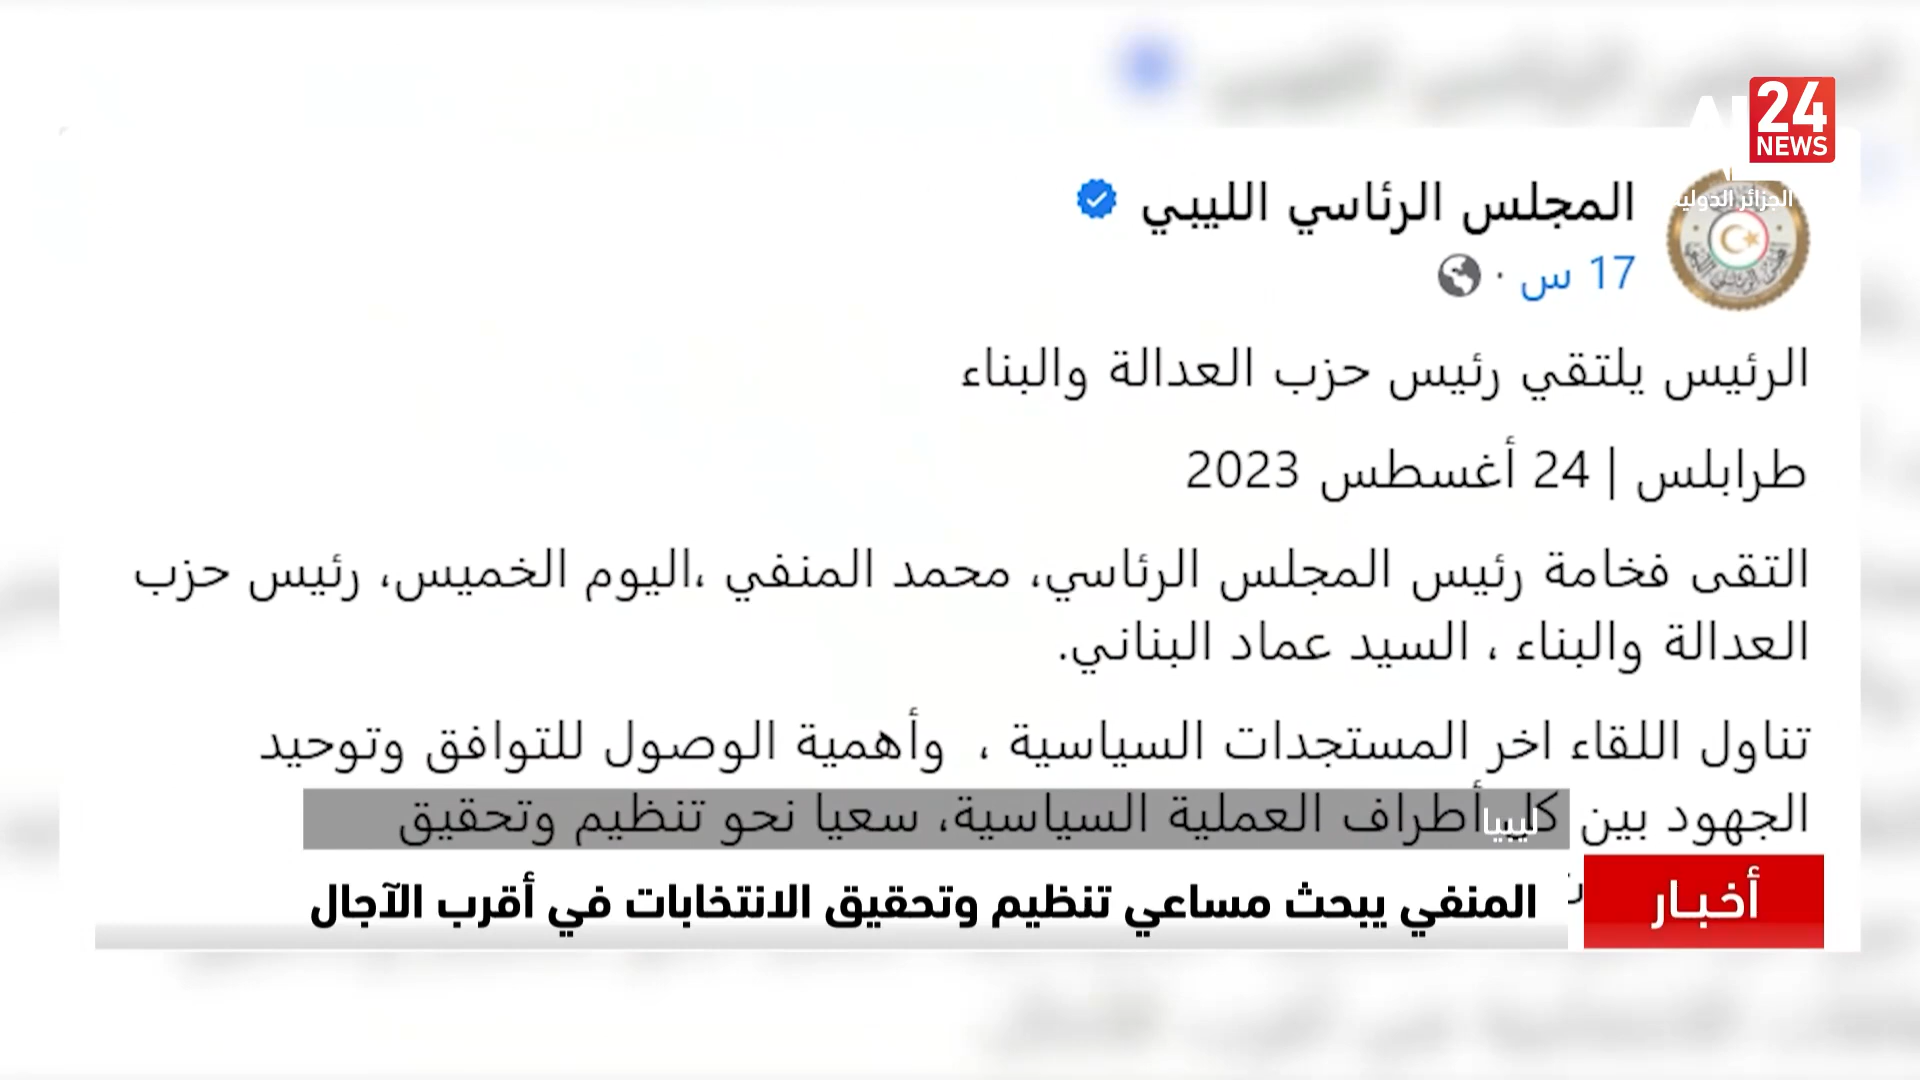 24
NEWS
الجزائر الدولية
المجلس الرئاسي الليبي
17 س ·
الرئيس يلتقي رئيس حزب العدالة والبناء
طرابلس | 24 أغسطس 2023
التقى فخامة رئيس المجلس الرئاسي، محمد المنفي ،اليوم الخميس، رئيس حزب
العدالة والبناء ، السيد عماد البناني.
تناول اللقاء اخر المستجدات السياسية ، وأهمية الوصول للتوافق وتوحيد
الجهود بين كل أطراف العملية السياسية، سعيا نحو تنظيم وتحقيق
ليبيا
أخبار
المنفي يبحث مساعي تنظيم وتحقيق الانتخابات في أقرب الآجال